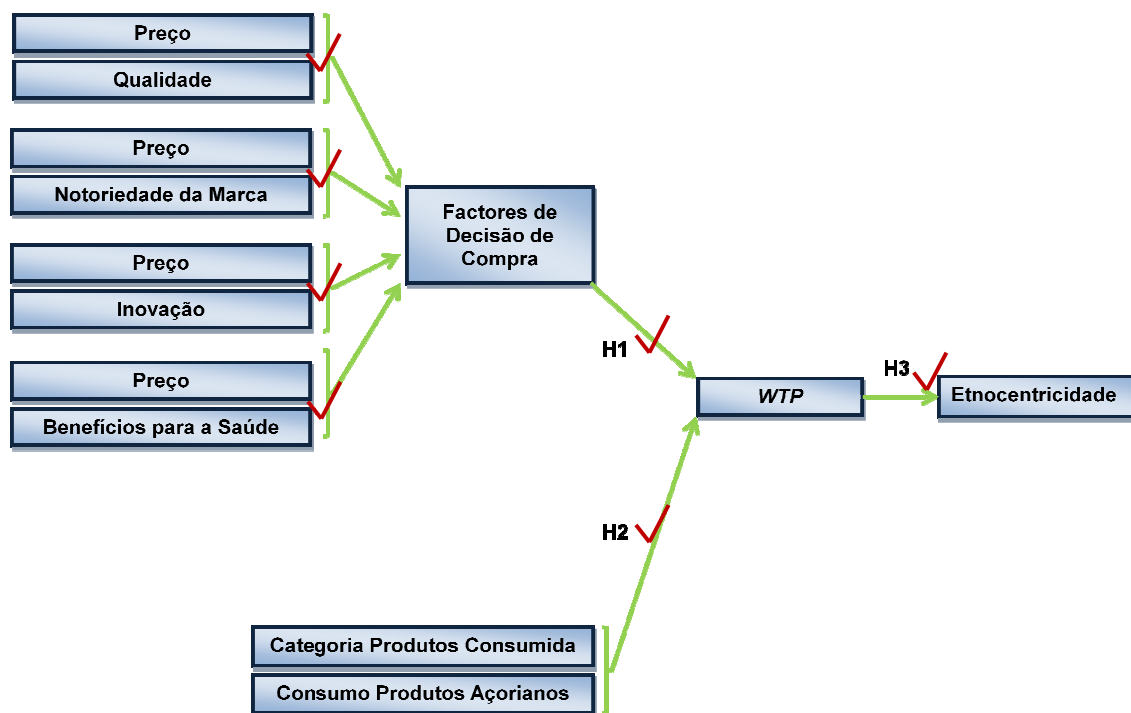 Preço
Qualidade
Preço
Notoriedade da Marca
Preço
Inovação
Preço
Benefícios para a Saúde
Factores de
Decisão de
Compra
H1
WTP
H3
Etnocentricidade
H2
Categoria Produtos Consumida
Consumo Produtos Açorianos